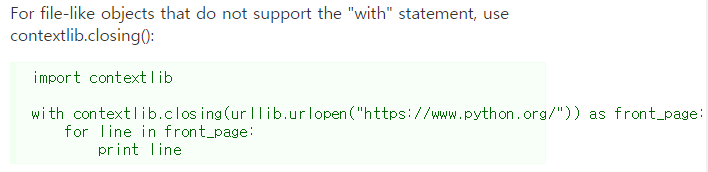 For file-like objects that do not support the "with" statement, use
contextlib.closing():
import contextlib
with contextlib.closing(urllib.urlopen("https://www.python.org/")) as front_page:
    for line in front_page:
        print line